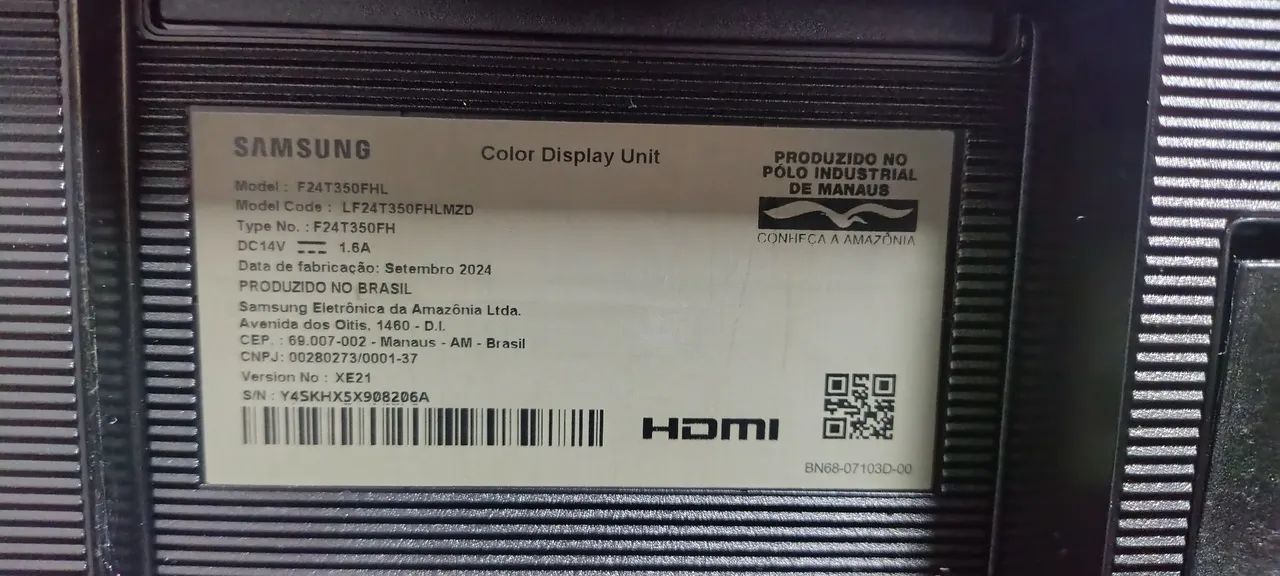 SAMSUNG
Color Display Unit
PRODUZIDO NO
PÓLO INDUSTRIAL
DE MANAUS
CONHEÇA A AMAZÔNIA
Model : F24T350FHL
Model Code : LF24T350FHLMZD
Type No. : F24T350FH
DC14V 1.6A
Data de fabricação: Setembro 2024
PRODUZIDO NO BRASIL
Samsung Eletrônica da Amazônia Ltda.
Avenida dos Oitis, 1460 - D.I.
CEP. : 69.007-002 - Manaus - AM - Brasil
CNPJ: 00280273/0001-37
Version No : XE21
S/N : Y4SKHX5X908206A
HDMI
BN68-07103D-00